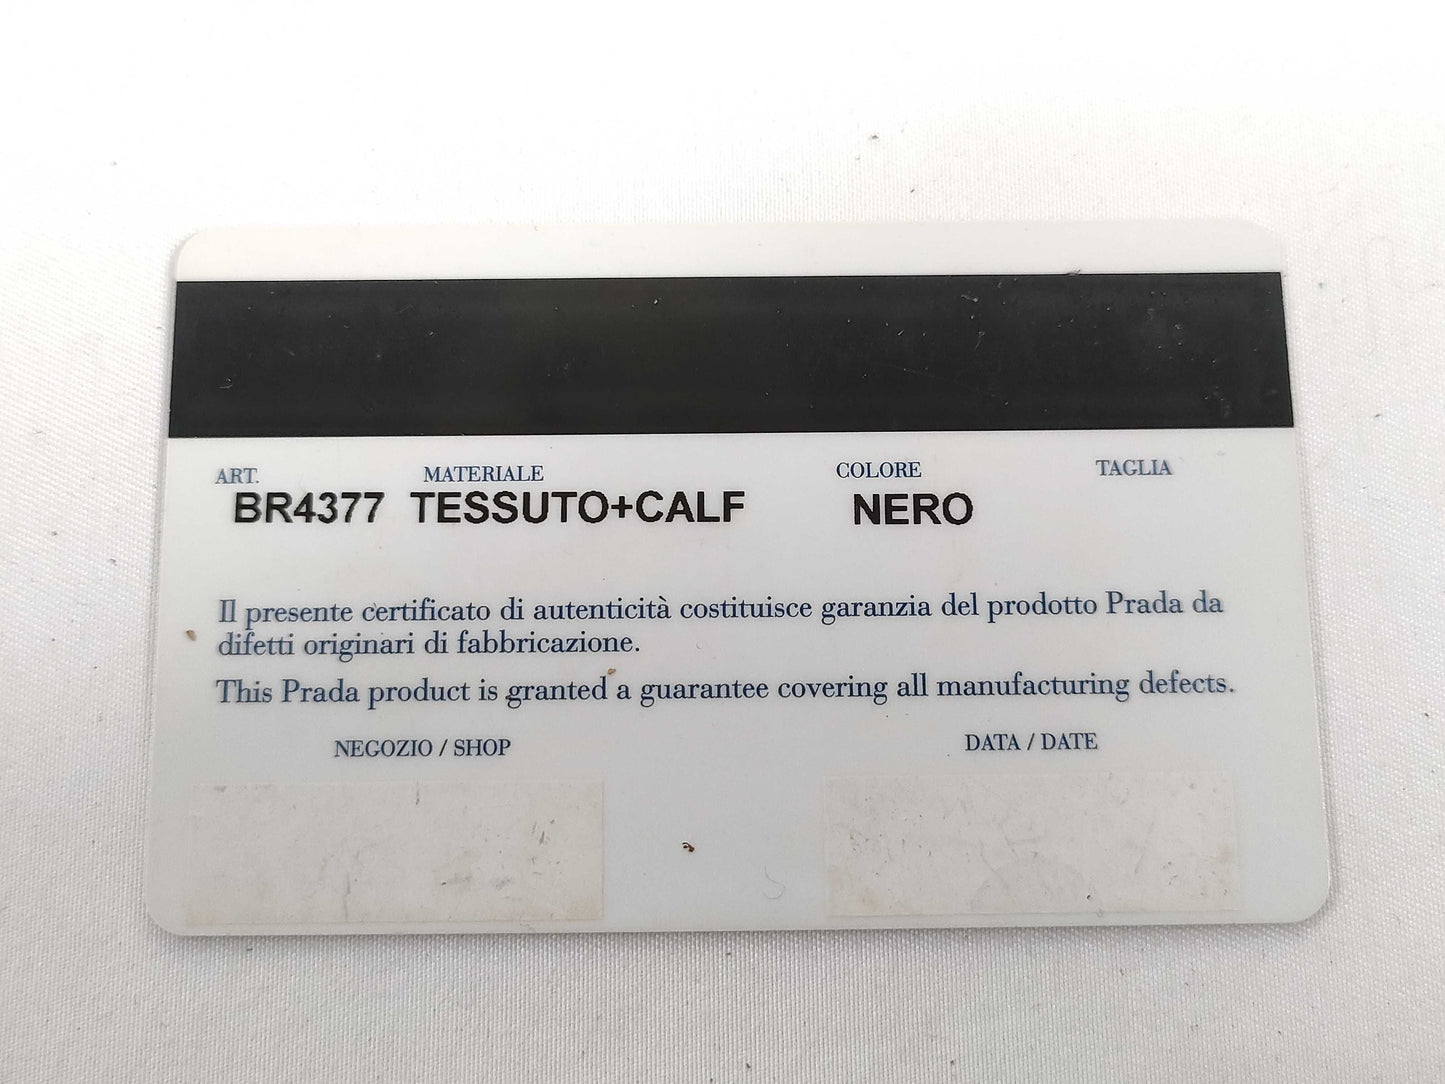 ART. MATERIALE COLORE TAGLIA
BR4377 TESSUTO+CALF NERO
Il presente certificato di autenticità costituisce garanzia del prodotto Prada da
difetti originari di fabbricazione.
This Prada product is granted a guarantee covering all manufacturing defects.
NEGOZIO / SHOP DATA / DATE